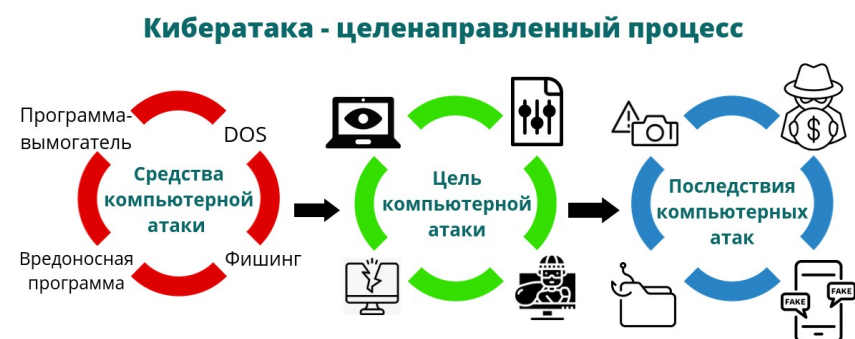 Кибератака - целенаправленный процесс
Программа-
вымогатель
DOS
Средства
компьютерной
атаки
Вредоносная
программа
Фишинг
Цель
компьютерной
атаки
Последствия
компьютерных
атак
$
FAKE
FAKE